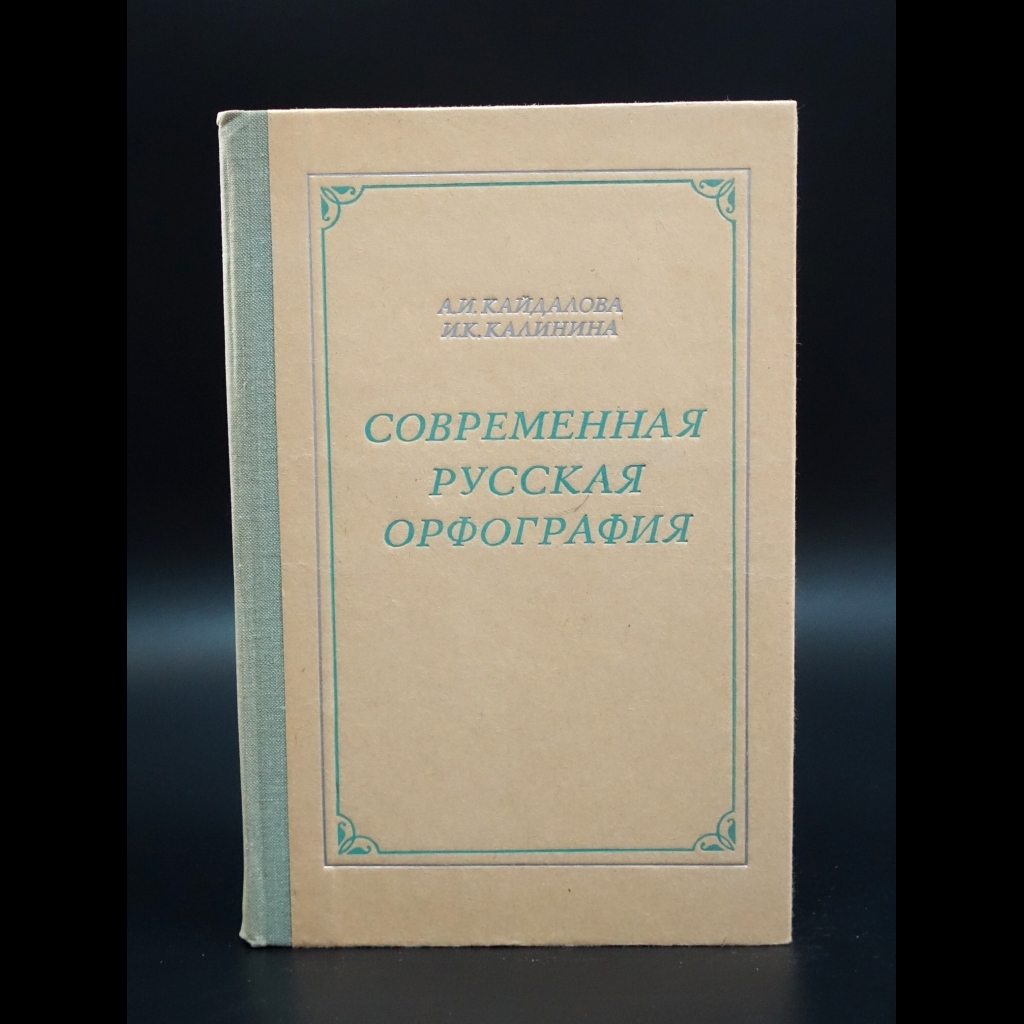 А.И. КАЙДАЛОВА
И.К. КАЛИНИНА
СОВРЕМЕННАЯ
РУССКАЯ
ОРФОГРАФИЯ